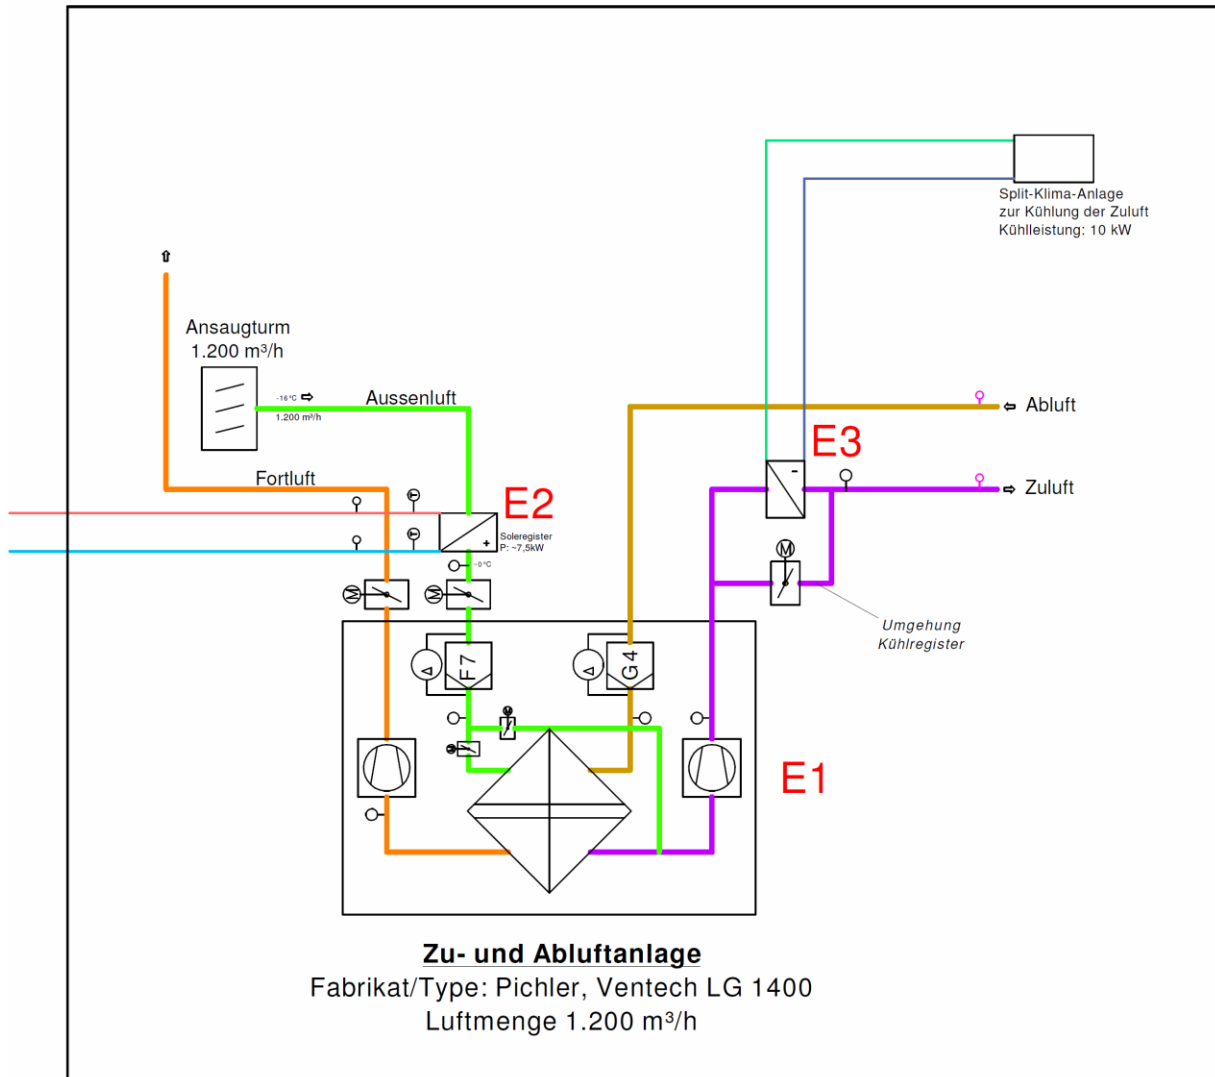 Split-Klima-Anlage
zur Kühlung der Zuluft
Kühlleistung: 10 kW
Ansaugturm
1.200 m³/h
-16°C
1.200 m³/h
Aussenluft
Abluft
E3
Fortluft
Zuluft
E2
Soleregister
P: ~7,5kW
+
-
~0°C
T
T
M
M
M
Umgehung
Kühlregister
F7
G4
Δ
Δ
M
M
E1
Zu- und Abluftanlage
Fabrikat/Type: Pichler, Ventech LG 1400
Luftmenge 1.200 m³/h